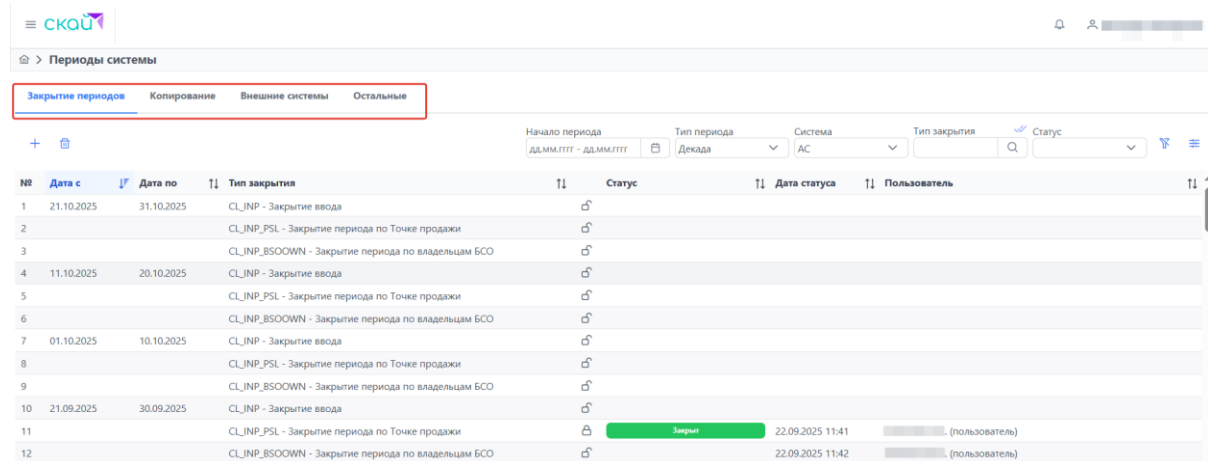 скай
Периоды системы
Закрытие периодов Копирование Внешние системы Остальные
Начало периода Тип периода Система Тип закрытия Статус
дд.мм.гггг - дд.мм.гггг Декада АС
№ Дата с Дата по Тип закрытия Статус Дата статуса Пользователь
1 21.10.2025 31.10.2025 CL_INP - Закрытие ввода
2 CL_INP_PSL - Закрытие периода по Точке продажи
3 CL_INP_BSOOWN - Закрытие периода по владельцам БСО
4 11.10.2025 20.10.2025 CL_INP - Закрытие ввода
5 CL_INP_PSL - Закрытие периода по Точке продажи
6 CL_INP_BSOOWN - Закрытие периода по владельцам БСО
7 01.10.2025 10.10.2025 CL_INP - Закрытие ввода
8 CL_INP_PSL - Закрытие периода по Точке продажи
9 CL_INP_BSOOWN - Закрытие периода по владельцам БСО
10 21.09.2025 30.09.2025 CL_INP - Закрытие ввода
11 CL_INP_PSL - Закрытие периода по Точке продажи Закрыт 22.09.2025 11:41 . (пользователь)
12 CL_INP_BSOOWN - Закрытие периода по владельцам БСО 22.09.2025 11:42 . (пользователь)